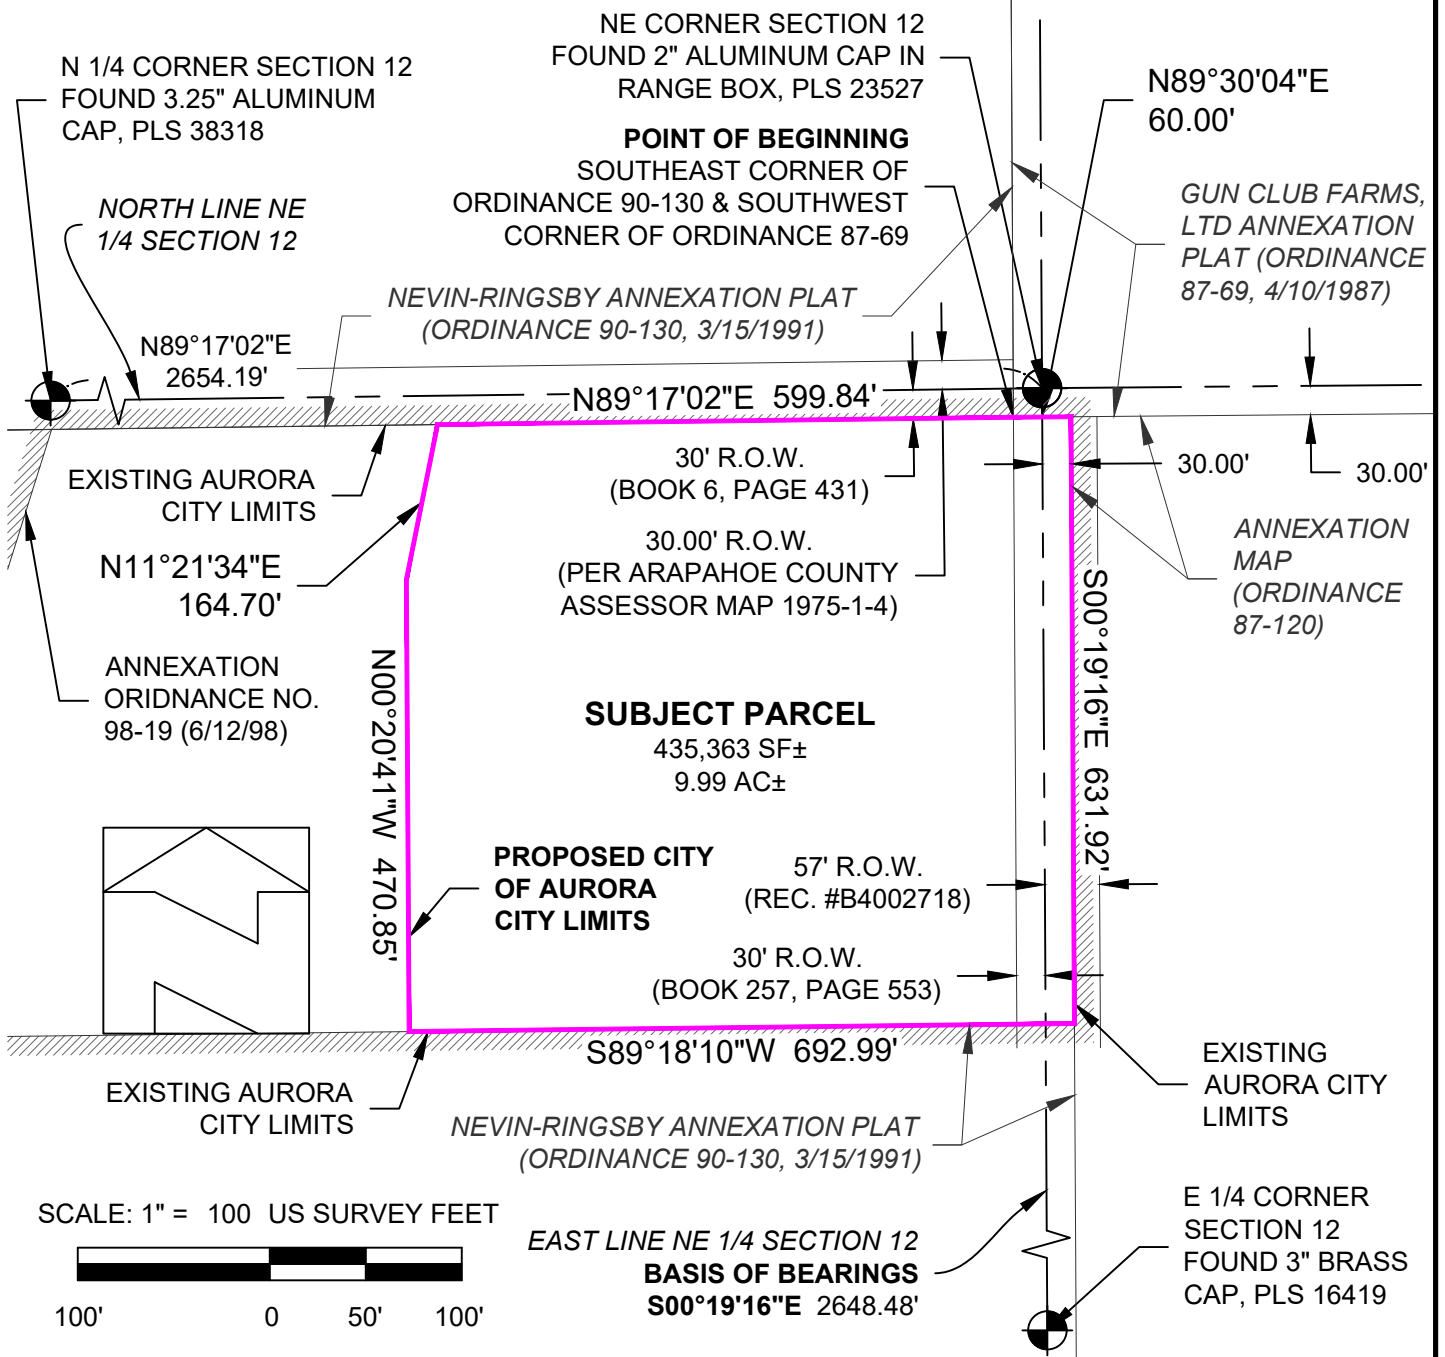 N 1/4 CORNER SECTION 12
FOUND 3.25" ALUMINUM
CAP, PLS 38318
NE CORNER SECTION 12
FOUND 2" ALUMINUM CAP IN
RANGE BOX, PLS 23527
N89°30'04"E
60.00'
POINT OF BEGINNING
SOUTHEAST CORNER OF
ORDINANCE 90-130 & SOUTHWEST
CORNER OF ORDINANCE 87-69
NORTH LINE NE
1/4 SECTION 12
GUN CLUB FARMS,
LTD ANNEXATION
PLAT (ORDINANCE
87-69, 4/10/1987)
NEVIN-RINGSBY ANNEXATION PLAT
(ORDINANCE 90-130, 3/15/1991)
N89°17'02"E
2654.19'
N89°17'02"E 599.84'
EXISTING AURORA
CITY LIMITS
30' R.O.W.
(BOOK 6, PAGE 431)
30.00'
30.00'
N11°21'34"E
164.70'
30.00' R.O.W.
(PER ARAPAHOE COUNTY
ASSESSOR MAP 1975-1-4)
ANNEXATION
MAP
(ORDINANCE
87-120)
ANNEXATION
ORIDNANCE NO.
98-19 (6/12/98)
N00°20'41"W 470.85'
S00°19'16"E 631.92'
SUBJECT PARCEL
435,363 SF±
9.99 AC±
PROPOSED CITY
OF AURORA
CITY LIMITS
57' R.O.W.
(REC. #B4002718)
30' R.O.W.
(BOOK 257, PAGE 553)
S89°18'10"W 692.99'
EXISTING AURORA
CITY LIMITS
EXISTING
AURORA CITY
LIMITS
NEVIN-RINGSBY ANNEXATION PLAT
(ORDINANCE 90-130, 3/15/1991)
SCALE: 1" = 100 US SURVEY FEET
100' 0 50' 100'
EAST LINE NE 1/4 SECTION 12
BASIS OF BEARINGS
S00°19'16"E 2648.48'
E 1/4 CORNER
SECTION 12
FOUND 3" BRASS
CAP, PLS 16419